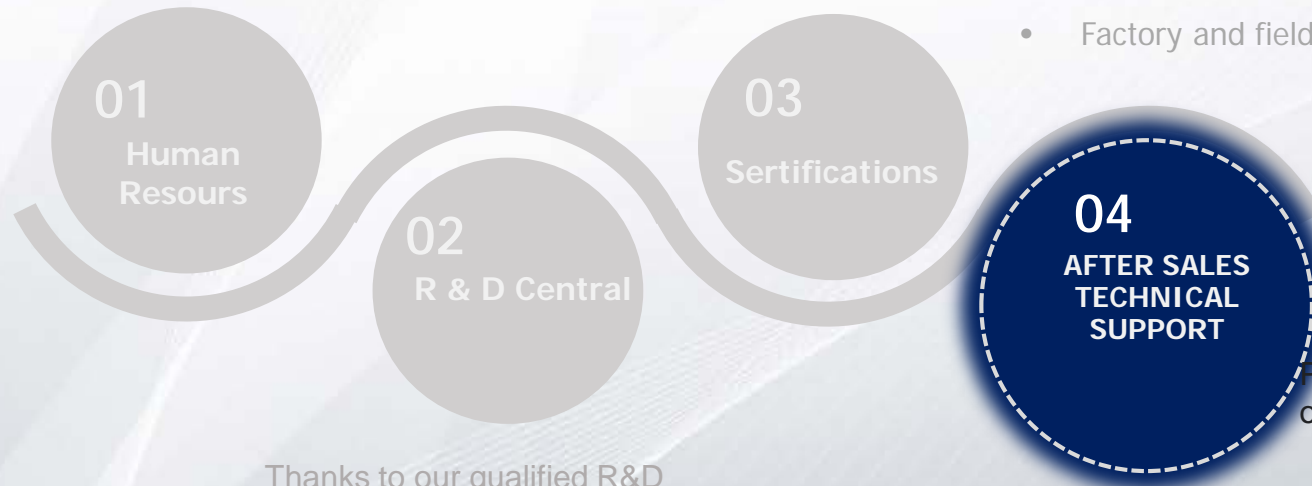 01
Human
Resours
02
R & D Central
03
Sertifications
• Factory and field
04
AFTER SALES
TECHNICAL
SUPPORT
Thanks to our qualified R&D